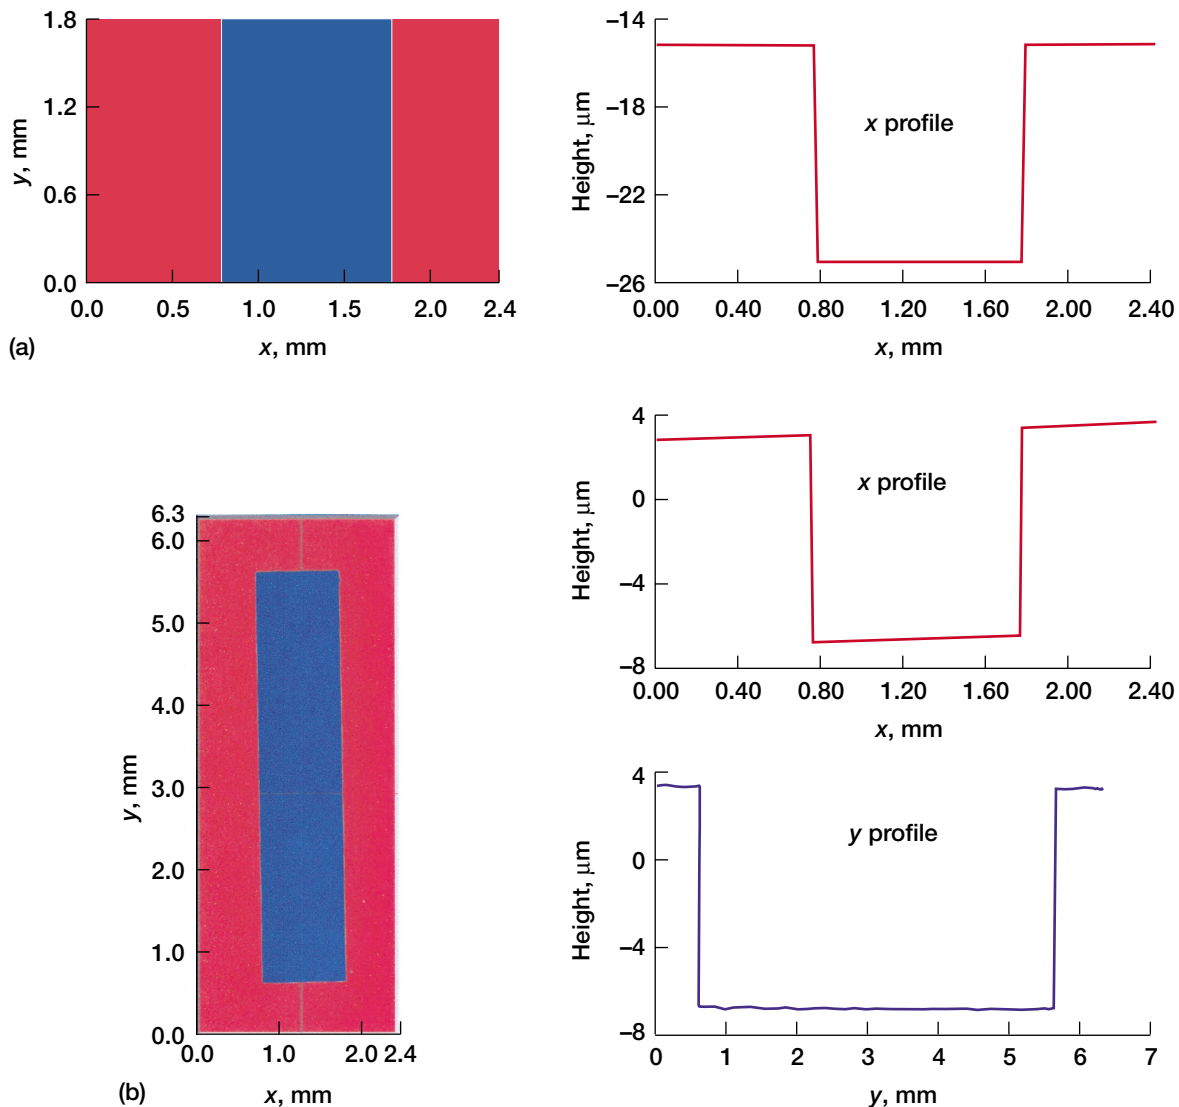 1.8
1.2
0.6
0.0
y, mm
0.0 0.5 1.0 1.5 2.0 2.4
x, mm
(a)
–14
–18
–22
–26
Height, µm
x profile
0.00 0.40 0.80 1.20 1.60 2.00 2.40
x, mm
4
0
–4
–8
Height, µm
x profile
0.00 0.40 0.80 1.20 1.60 2.00 2.40
x, mm
6.3
6.0
5.0
4.0
3.0
2.0
1.0
0.0
y, mm
0.0 1.0 2.0 2.4
x, mm
(b)
4
0
–4
–8
Height, µm
y profile
0 1 2 3 4 5 6 7
y, mm